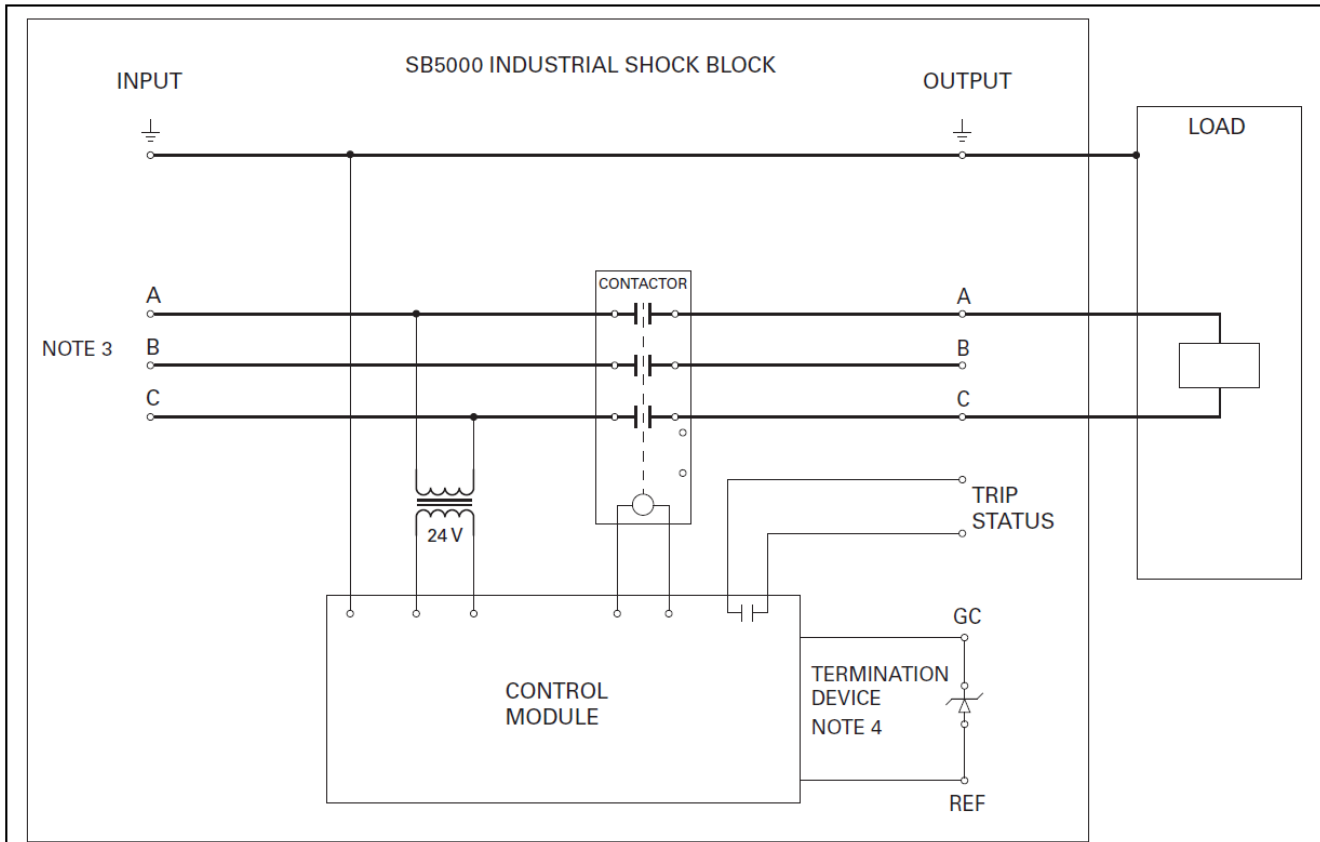 SB5000 INDUSTRIAL SHOCK BLOCK
INPUT
OUTPUT
LOAD
CONTACTOR
A
A
NOTE 3
B
B
C
C
TRIP
STATUS
24 V
GC
TERMINATION
DEVICE
NOTE 4
CONTROL
MODULE
REF